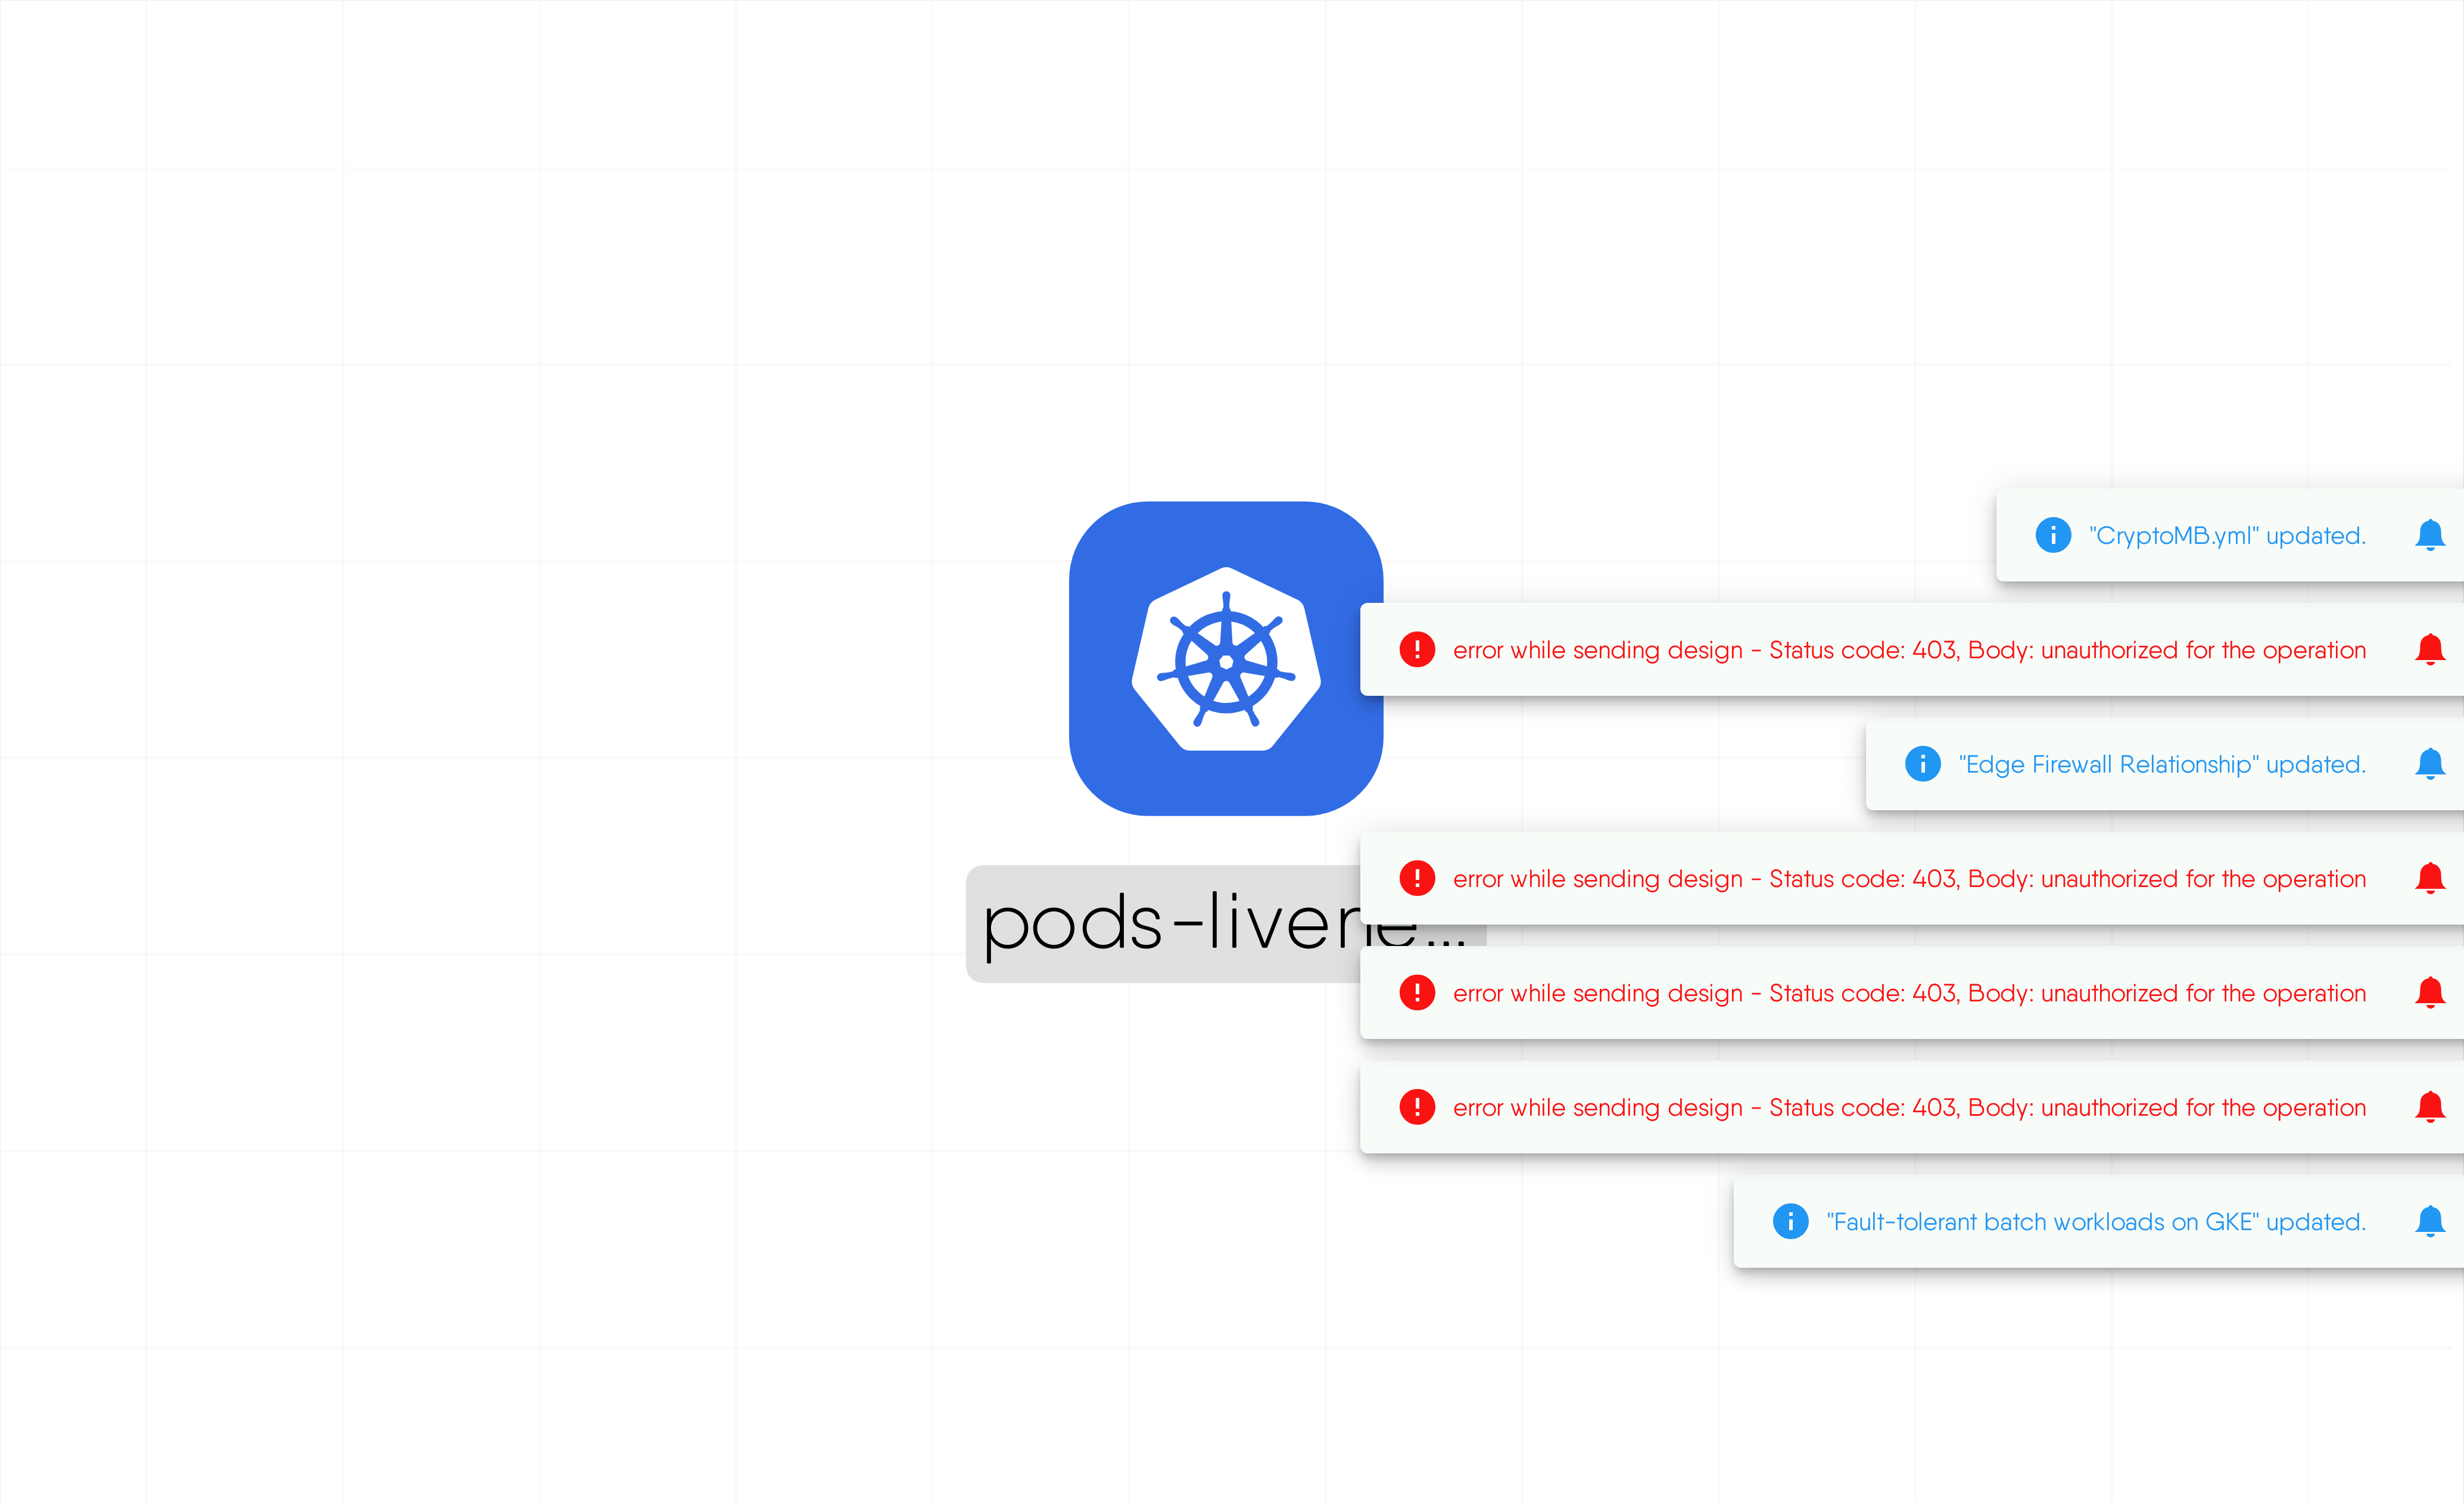 "CryptoMB.yml" updated.
error while sending design - Status code: 403, Body: unauthorized for the operation
"Edge Firewall Relationship" updated.
error while sending design - Status code: 403, Body: unauthorized for the operation
pods-livene...
error while sending design - Status code: 403, Body: unauthorized for the operation
error while sending design - Status code: 403, Body: unauthorized for the operation
"Fault-tolerant batch workloads on GKE" updated.